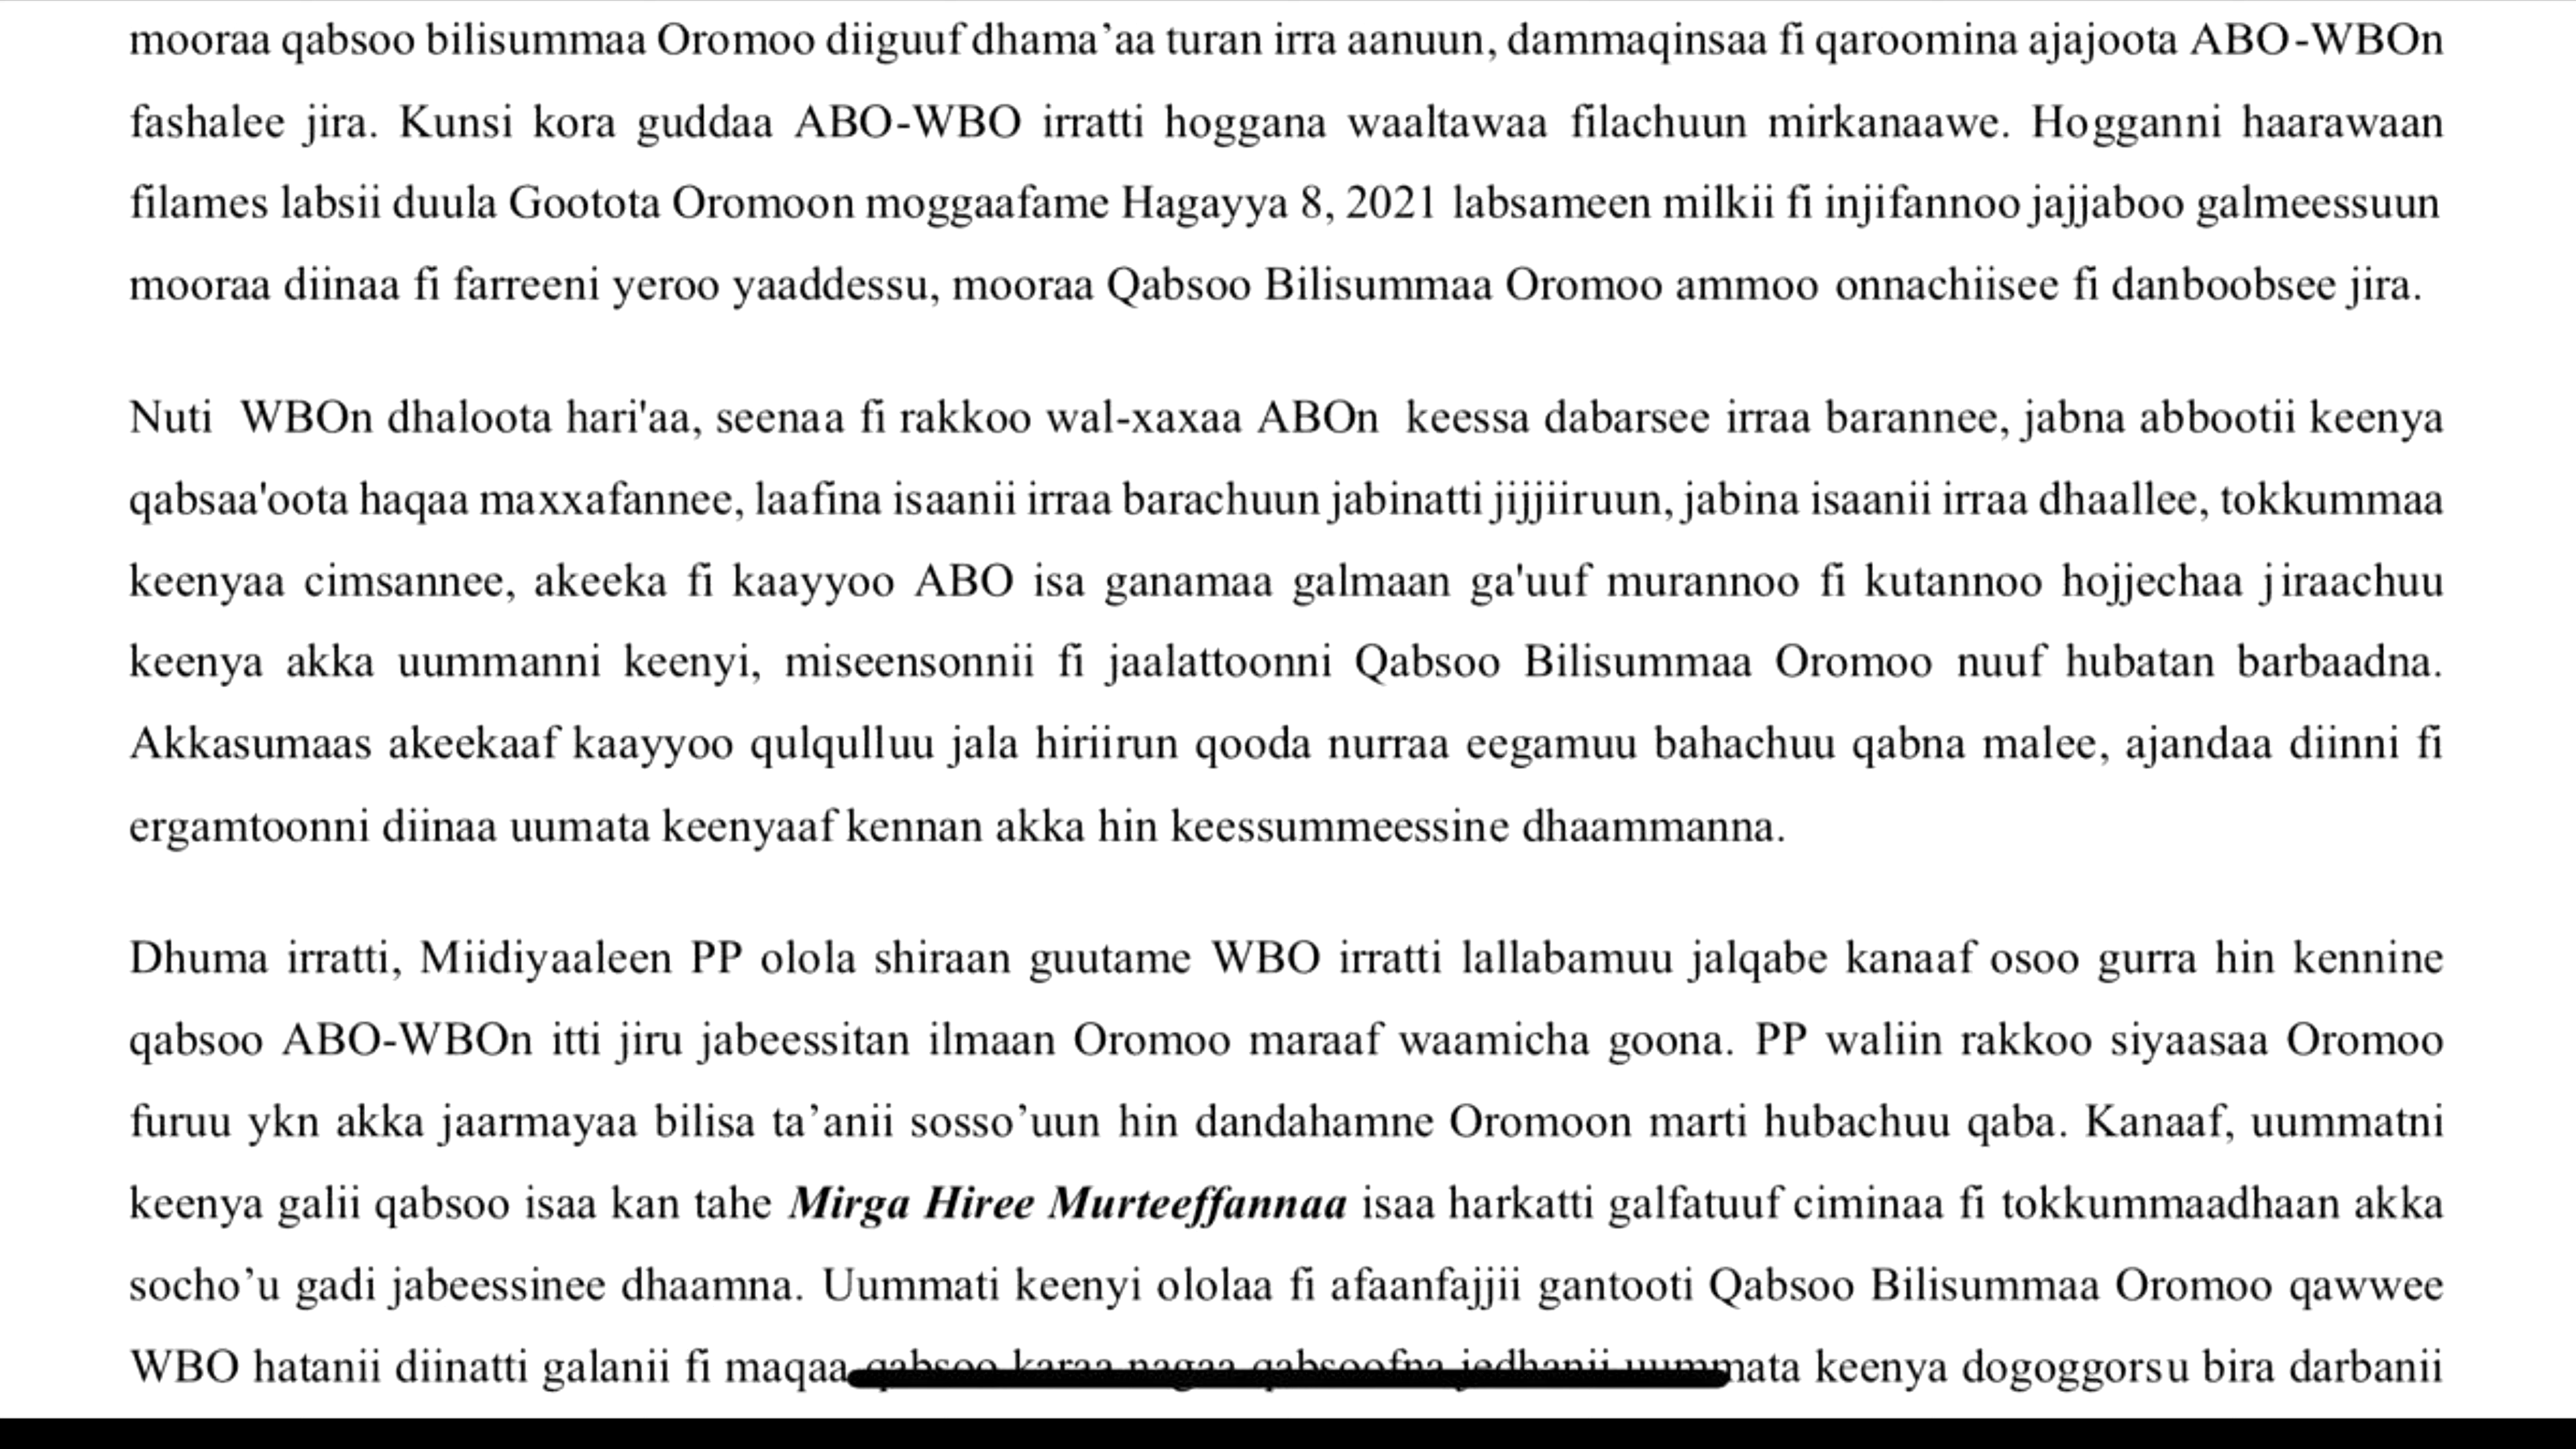 mooraa qabsoo bilisummaa Oromoo diiguuf dhama’aa turan irra aanuun, dammaqinsaa fi qaroomina ajajoota ABO-WBOn
fashalee jira. Kunsi kora guddaa ABO-WBO irratti hoggana waaltawaa filachuun mirkanaawe. Hogganni haarawaan
filames labsii duula Gootota Oromoon moggaafame Hagayya 8, 2021 labsameen milkii fi injifannoo jajjaboo galmeessuun
mooraa diinaa fi farreeni yeroo yaaddessu, mooraa Qabsoo Bilisummaa Oromoo ammoo onnachiisee fi danboobsee jira.
Nuti WBOn dhaloota hari'aa, seenaa fi rakkoo wal-xaxaa ABOn keessa dabarsee irraa barannee, jabna abbootii keenya
qabsaa'oota haqaa maxxafannee, laafina isaanii irraa barachuun jabinatti jijjiiruun, jabina isaanii irraa dhaallee, tokkummaa
keenyaa cimsannee, akeeka fi kaayyoo ABO isa ganamaa galmaan ga'uuf murannoo fi kutannoo hojjechaa jiraachuu
keenya akka uummanni keenyi, miseensonnii fi jaalattoonni Qabsoo Bilisummaa Oromoo nuuf hubatan barbaadna.
Akkasumaas akeekaaf kaayyoo qulqulluu jala hiriirun qooda nurraa eegamuu bahachuu qabna malee, ajandaa diinni fi
ergamtoonni diinaa uumata keenyaaf kennan akka hin keessummeessine dhaammanna.
Dhuma irratti, Miidiyaaleen PP olola shiraan guutame WBO irratti lallabamuu jalqabe kanaaf osoo gurra hin kennine
qabsoo ABO-WBOn itti jiru jabeessitan ilmaan Oromoo maraaf waamicha goona. PP waliin rakkoo siyaasaa Oromoo
furuu ykn akka jaarmayaa bilisa ta’anii sosso’uun hin dandahamne Oromoon marti hubachuu qaba. Kanaaf, uummatni
keenya galii qabsoo isaa kan tahe Mirga Hiree Murteeffannaa isaa harkatti galfatuuf ciminaa fi tokkummaadhaan akka
socho’u gadi jabeessinee dhaamna. Uummati keenyi ololaa fi afaanfajjii gantooti Qabsoo Bilisummaa Oromoo qawwee
WBO hatanii diinatti galanii fi maqaa qabsoo karaa nagaa qabsoofna jedhanii uummata keenya dogoggorsu bira darbanii